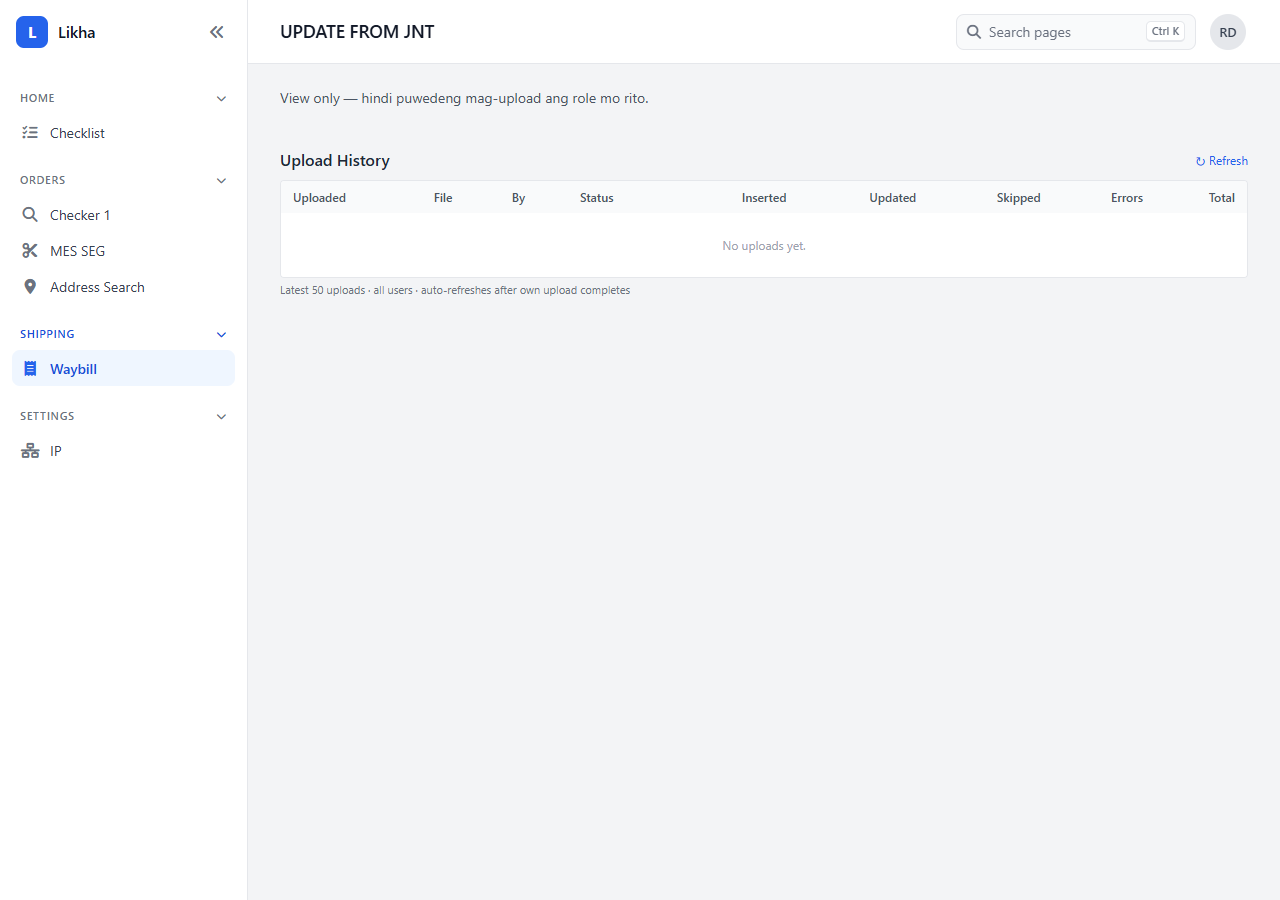 L Likha
UPDATE FROM JNT
Search pages Ctrl K
RD
HOME
Checklist
ORDERS
Checker 1
MES SEG
Address Search
SHIPPING
Waybill
SETTINGS
IP
View only — hindi puwedeng mag-upload ang role mo rito.
Upload History
↻ Refresh
Uploaded File By Status Inserted Updated Skipped Errors Total
No uploads yet.
Latest 50 uploads · all users · auto-refreshes after own upload completes